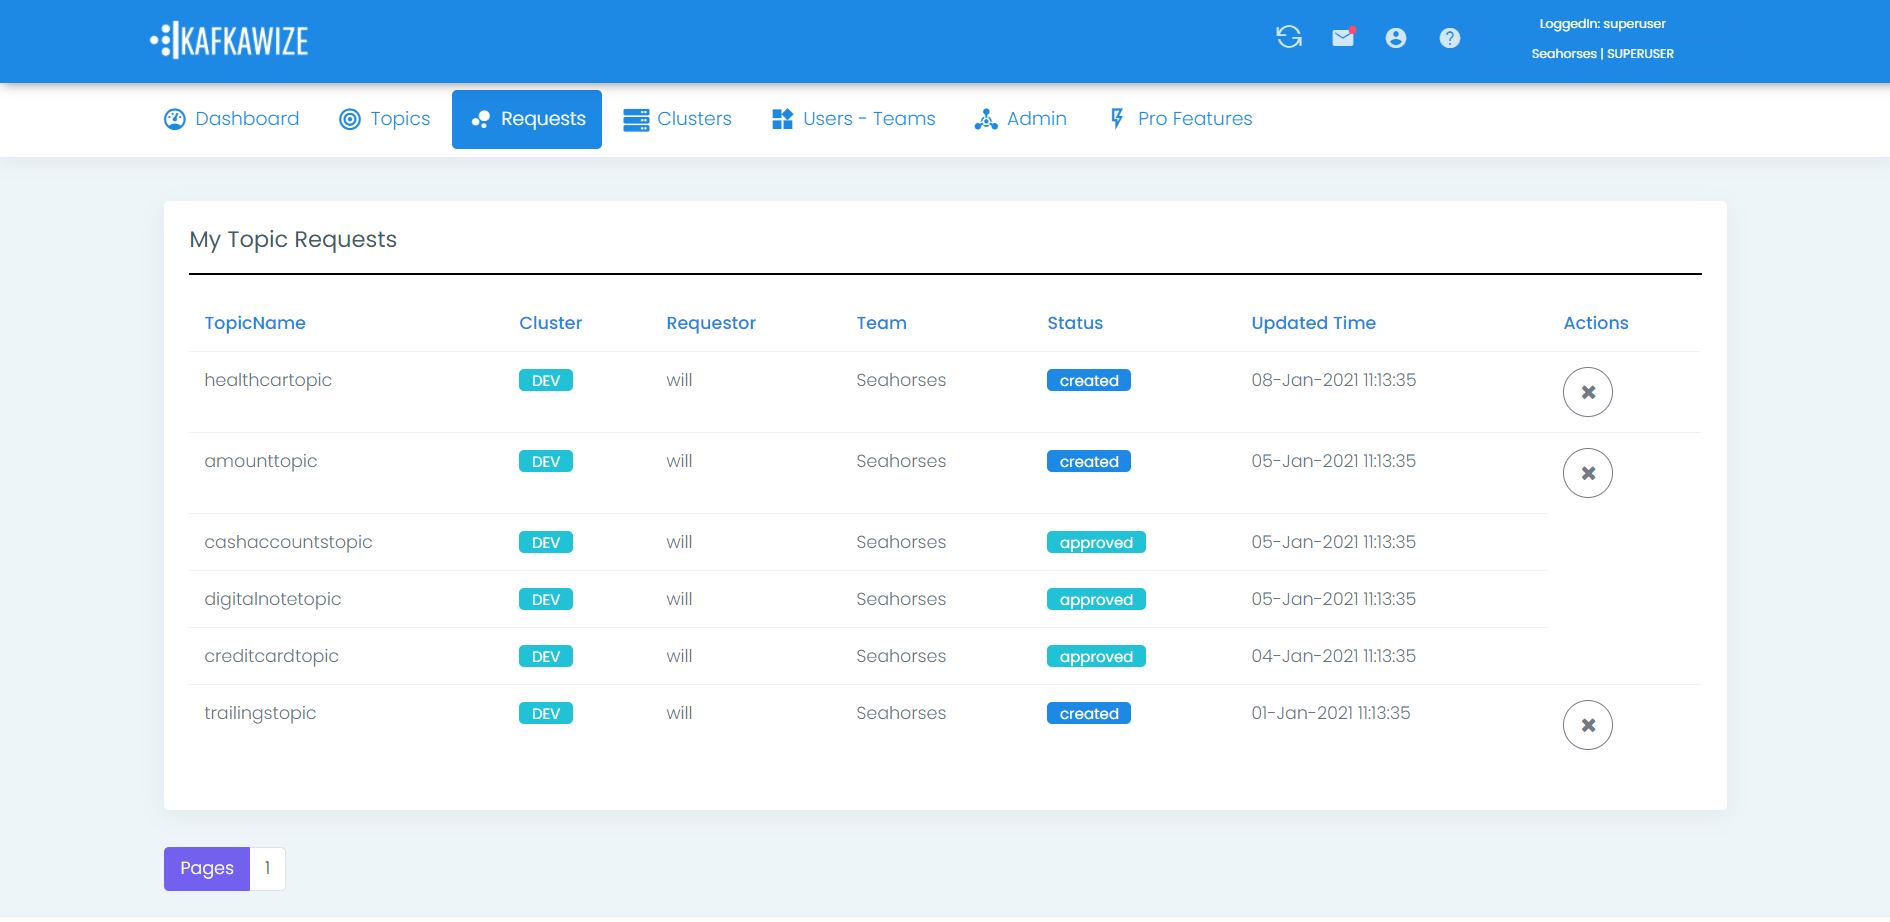 KAFKAWIZE
LoggedIn: superuser
Seahorses | SUPERUSER
Dashboard Topics Requests Clusters Users - Teams Admin Pro Features
My Topic Requests
TopicName Cluster Requestor Team Status Updated Time Actions
healthcartopic DEV will Seahorses created 08-Jan-2021 11:13:35
amounttopic DEV will Seahorses created 05-Jan-2021 11:13:35
cashaccountstopic DEV will Seahorses approved 05-Jan-2021 11:13:35
digitalnotetopic DEV will Seahorses approved 05-Jan-2021 11:13:35
creditcardtopic DEV will Seahorses approved 04-Jan-2021 11:13:35
trailingstopic DEV will Seahorses created 01-Jan-2021 11:13:35
Pages 1